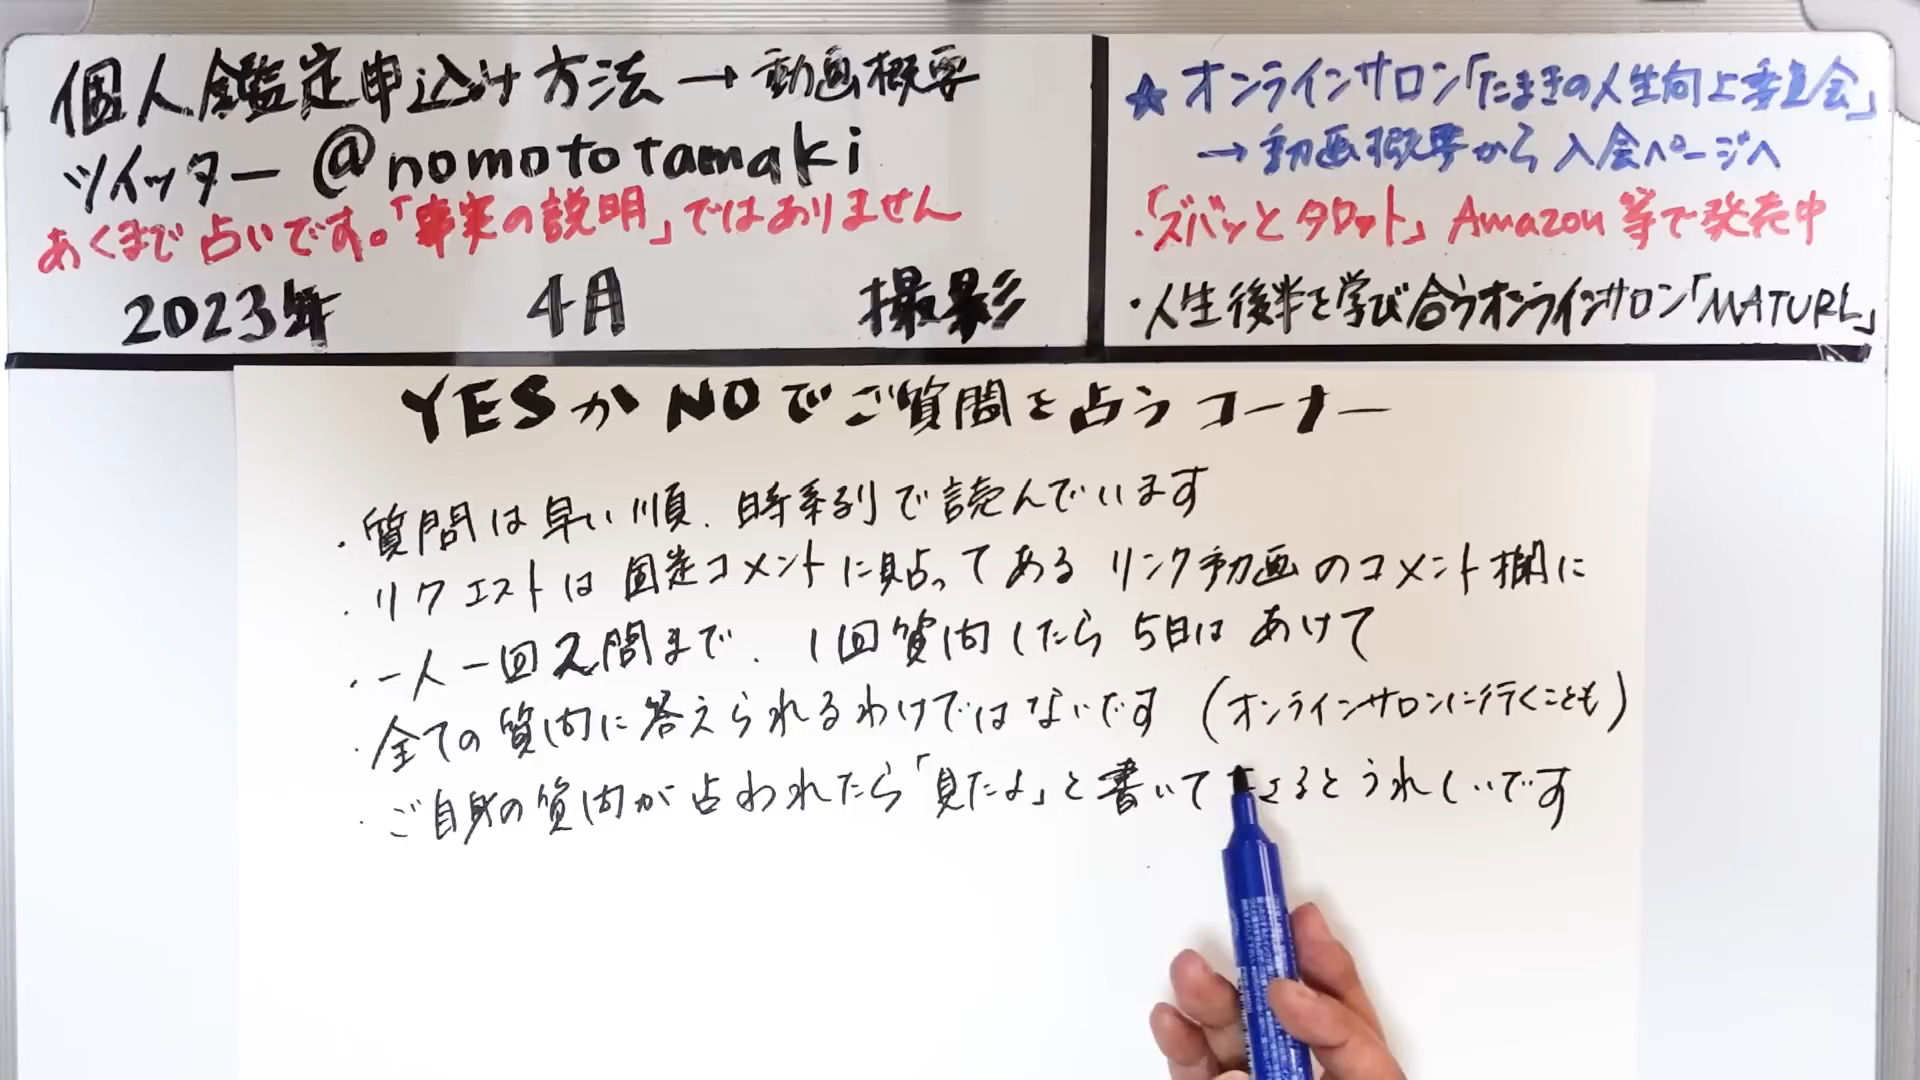 個人鑑定申込み方法→動画概要
ツイッター@nomototamaki
あくまで占いです。「事実の説明」ではありません
2023年 4月 撮影
☆オンラインサロン「たまきの人生向上委員会」
→動画概要から入会ページへ
・「ズバッとタロット」Amazon等で発売中
・人生後半を学び合うオンラインサロン「MATURE」
YESかNOでご質問を占うコーナー
・質問は早い順、時系列で読んでいます
・リクエストは固定コメントに貼ってあるリンク動画のコメント欄に
・一人一回2問まで、1回質問したら5日はあけて
・全ての質問に答えられるわけではないです（オンラインサロンに行くことも）
・ご自身の質問が占われたら「見たよ」と書いて さるとうれしいです